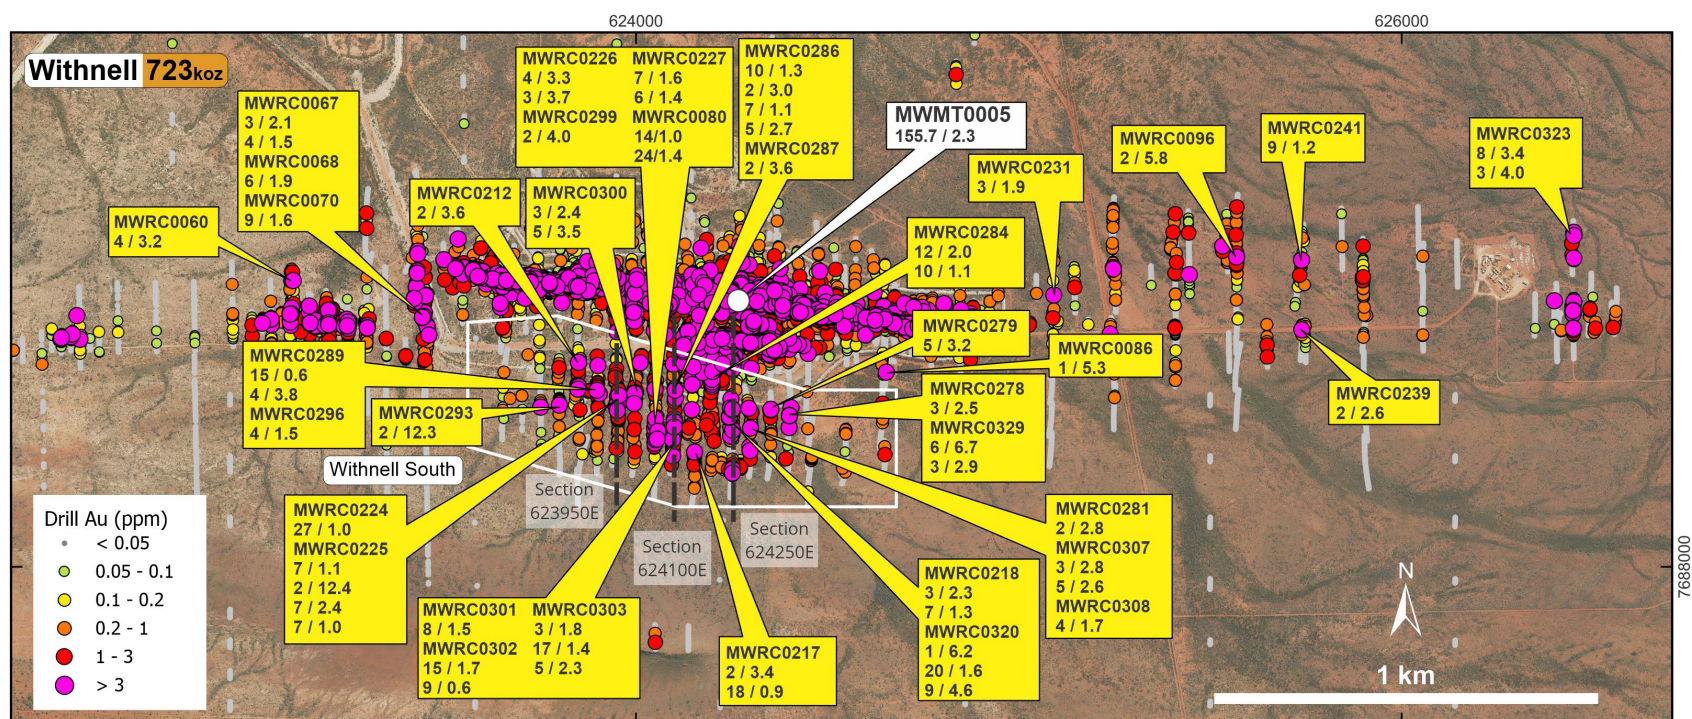 624000
626000
Withnell 723koz
MWRC0226
4 / 3.3
3 / 3.7
MWRC0299
2 / 4.0
MWRC0227
7 / 1.6
6 / 1.4
MWRC0080
14/1.0
24/1.4
MWRC0286
10 / 1.3
2 / 3.0
7 / 1.1
5 / 2.7
MWRC0287
2 / 3.6
MWRC0067
3 / 2.1
4 / 1.5
MWRC0068
6 / 1.9
MWRC0070
9 / 1.6
MWMT0005
155.7 / 2.3
MWRC0096
2 / 5.8
MWRC0241
9 / 1.2
MWRC0323
8 / 3.4
3 / 4.0
MWRC0231
3 / 1.9
MWRC0212
2 / 3.6
MWRC0300
3 / 2.4
5 / 3.5
MWRC0060
4 / 3.2
MWRC0284
12 / 2.0
10 / 1.1
MWRC0279
5 / 3.2
MWRC0086
1 / 5.3
MWRC0289
15 / 0.6
4 / 3.8
MWRC0296
4 / 1.5
MWRC0293
2 / 12.3
MWRC0278
3 / 2.5
MWRC0329
6 / 6.7
3 / 2.9
MWRC0239
2 / 2.6
Withnell South
Section
623950E
Section
624100E
Section
624250E
MWRC0224
27 / 1.0
MWRC0225
7 / 1.1
2 / 12.4
7 / 2.4
7 / 1.0
MWRC0281
2 / 2.8
MWRC0307
3 / 2.8
5 / 2.6
MWRC0308
4 / 1.7
MWRC0218
3 / 2.3
7 / 1.3
MWRC0320
1 / 6.2
20 / 1.6
9 / 4.6
MWRC0301
8 / 1.5
MWRC0302
15 / 1.7
9 / 0.6
MWRC0303
3 / 1.8
17 / 1.4
5 / 2.3
MWRC0217
2 / 3.4
18 / 0.9
Drill Au (ppm)
< 0.05
0.05 - 0.1
0.1 - 0.2
0.2 - 1
1 - 3
> 3
N
1 km
7688000